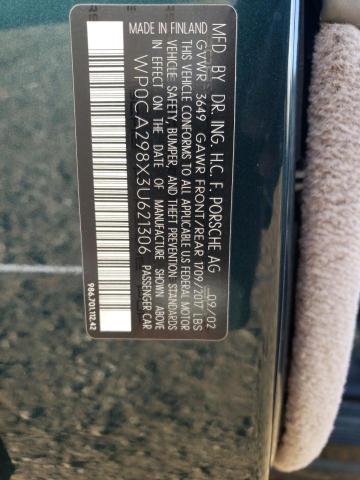 MADE IN FINLAND
MFD. BY DR. ING. H.C. F. PORSCHE AG
GVWR 3649 GAWR FRONT/REAR 1709/2017 LBS
THIS VEHICLE CONFORMS TO ALL APPLICABLE US FEDERAL MOTOR
VEHICLE SAFETY, BUMPER, AND THEFT PREVENTION STANDARDS
IN EFFECT ON THE DATE OF MANUFACTURE SHOWN ABOVE
09/02
WP0CA298X3U621306
PASSENGER CAR
986.701.112.42